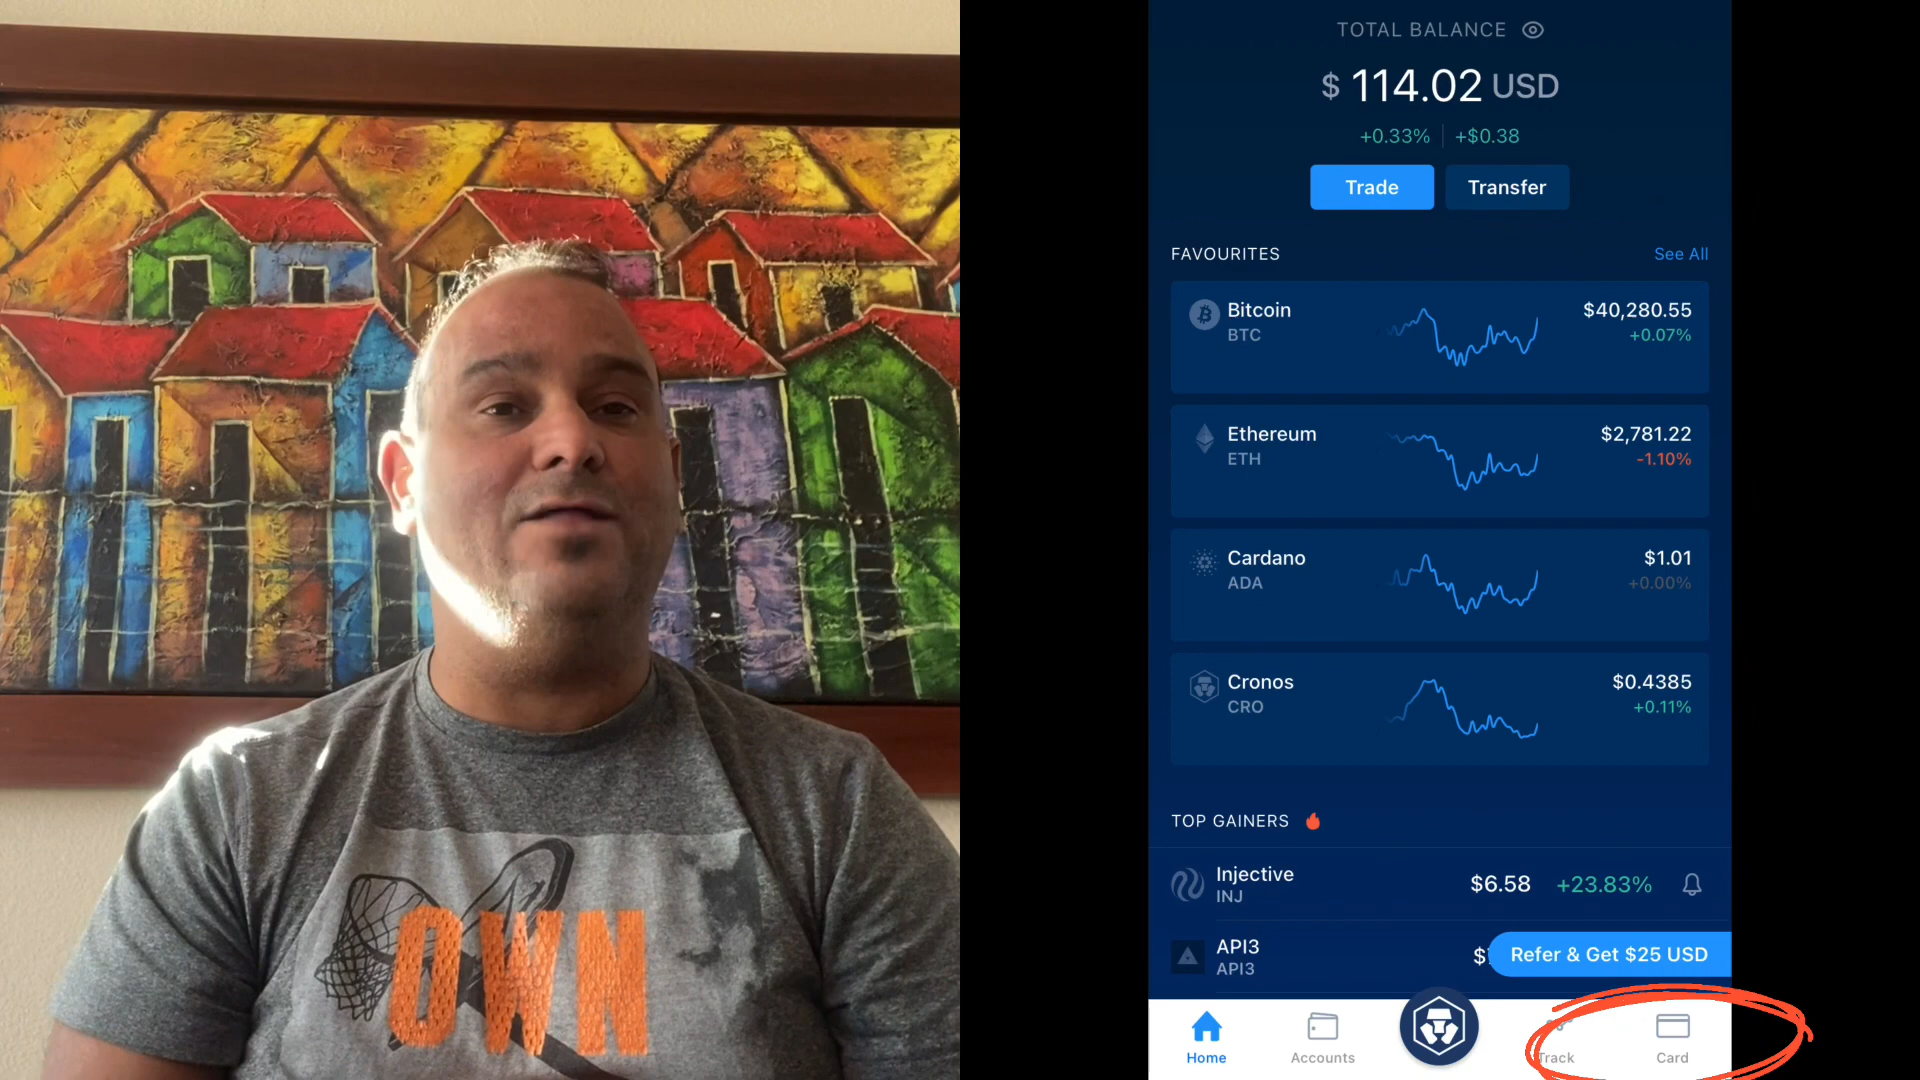 OWN
TOTAL BALANCE
$ 114.02 USD
+0.33% +$0.38
Trade Transfer
FAVOURITES See All
Bitcoin $40,280.55
BTC +0.07%
Ethereum $2,781.22
ETH -1.10%
Cardano $1.01
ADA +0.00%
Cronos $0.4385
CRO +0.11%
TOP GAINERS
Injective
INJ $6.58 +23.83%
API3
API3 $
Refer & Get $25 USD
Home Accounts Track Card